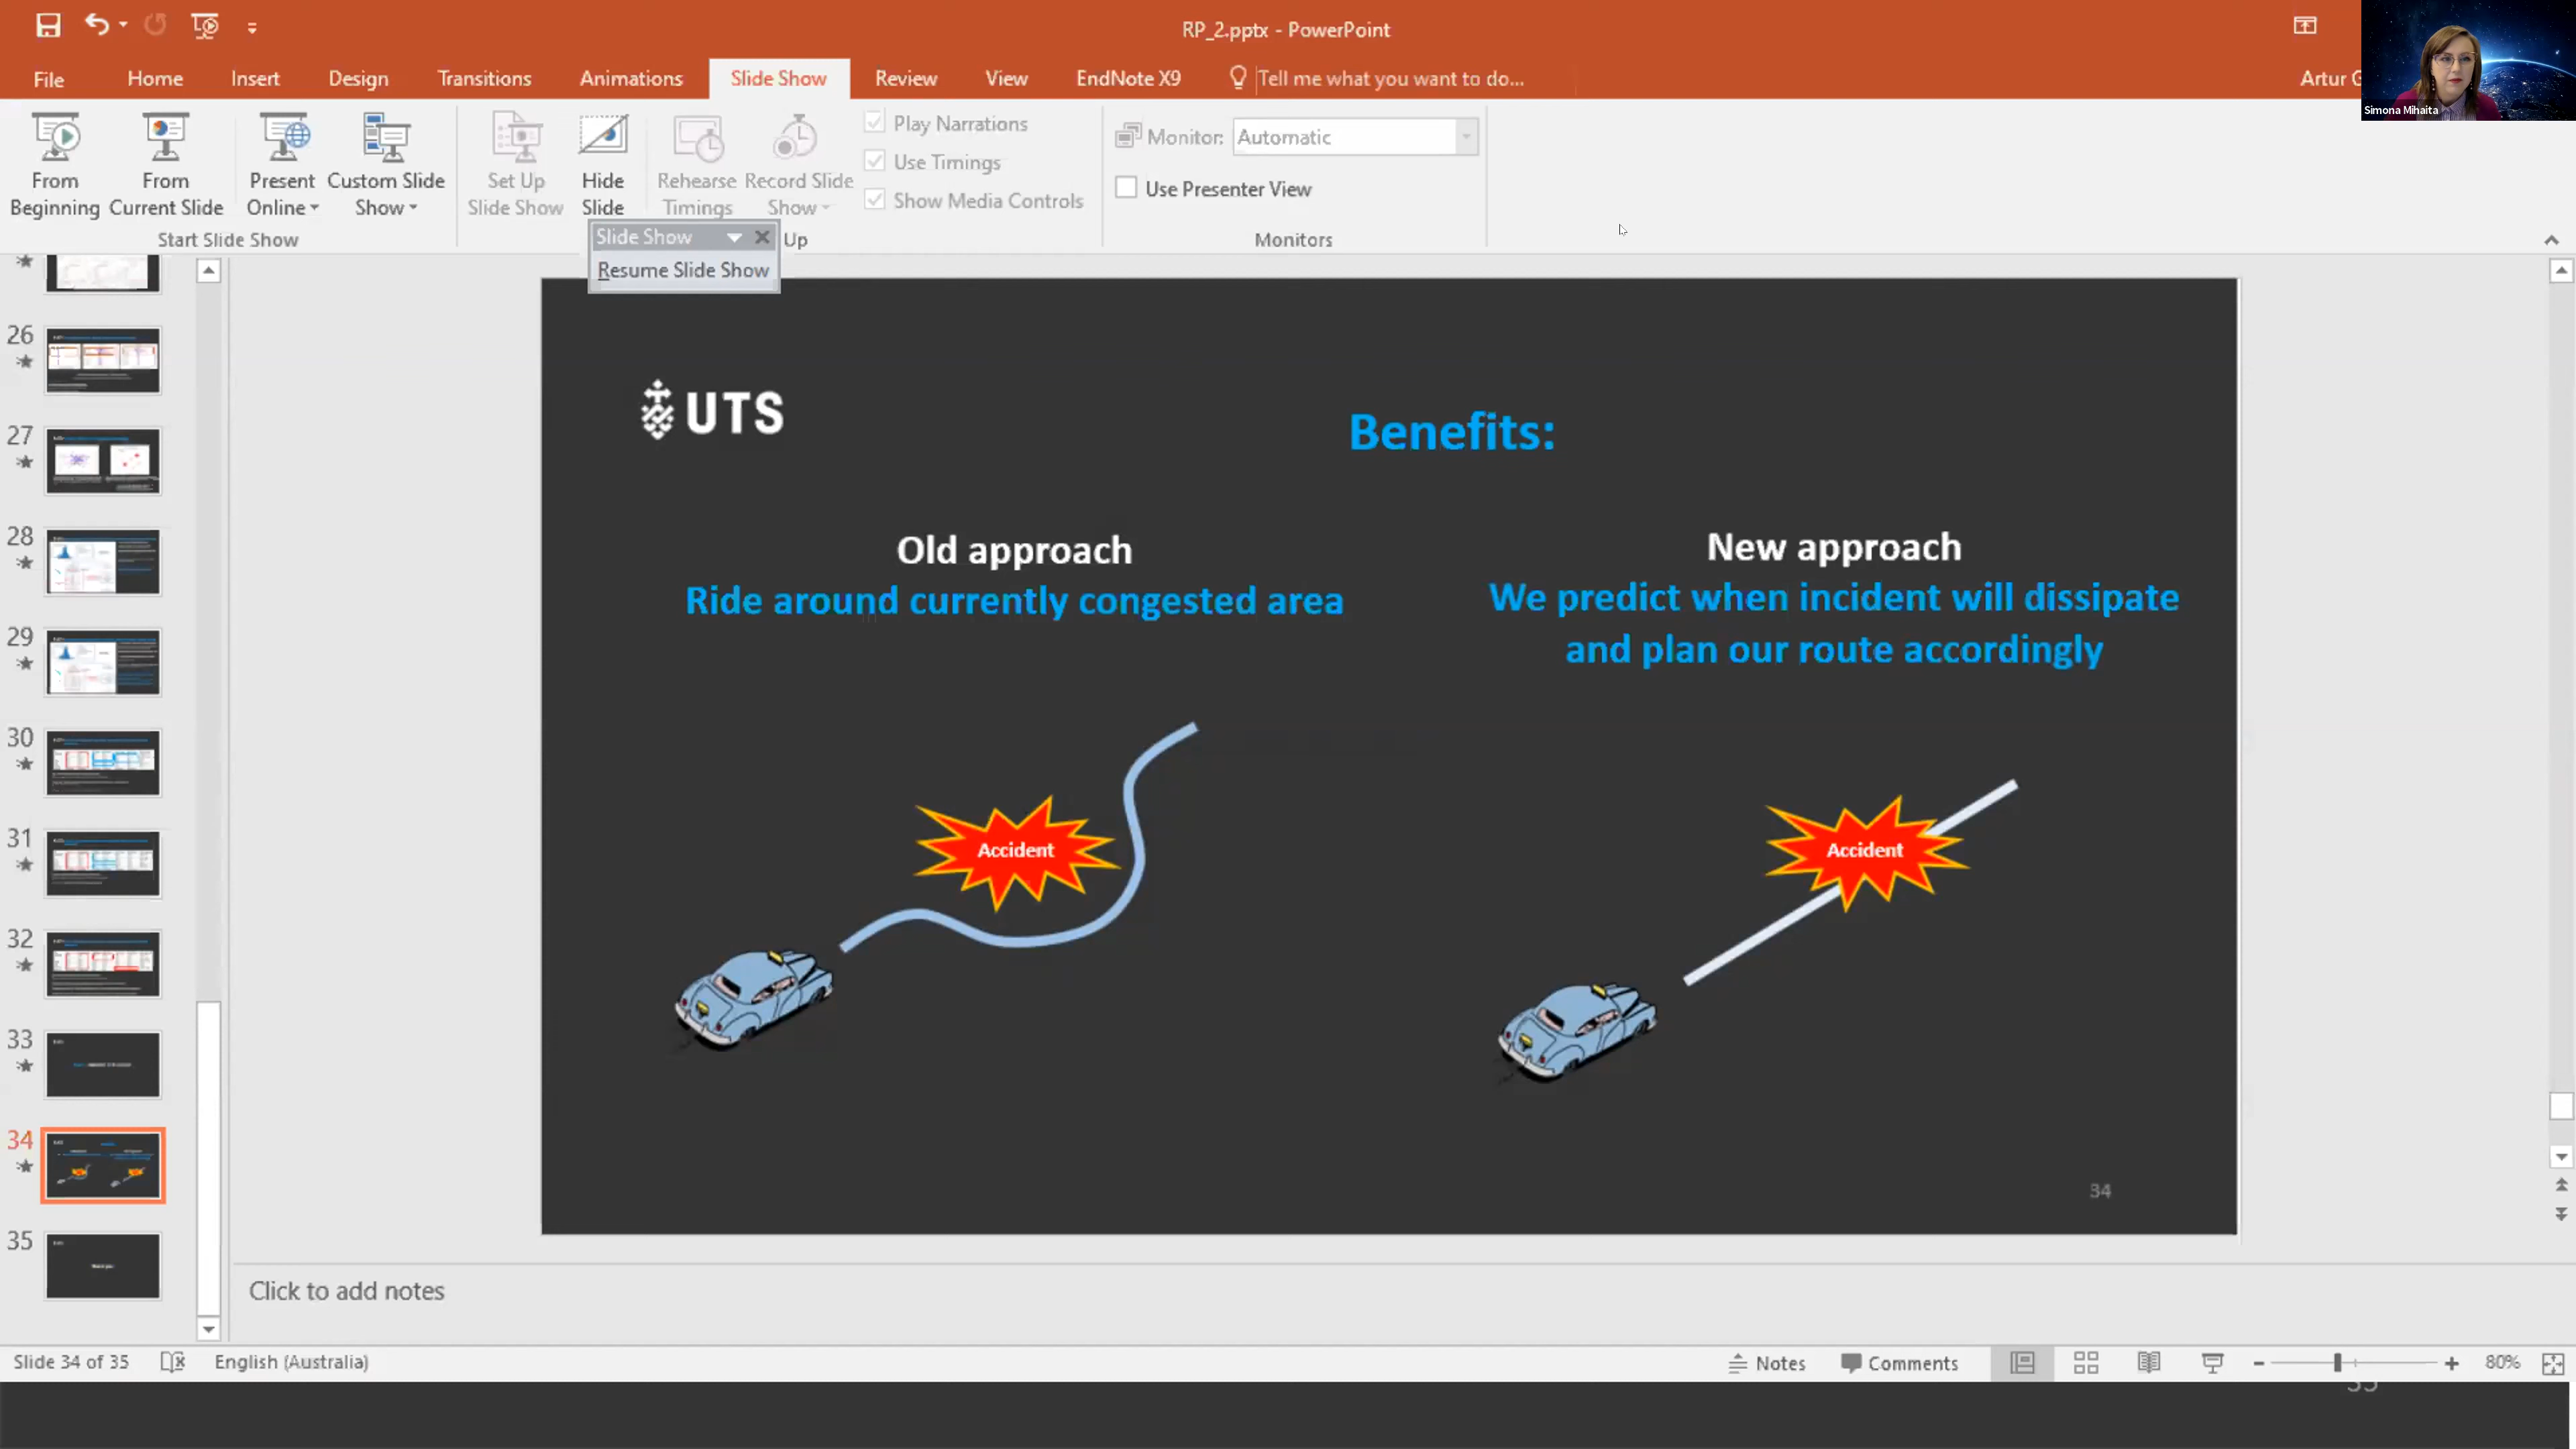 RP_2.pptx - PowerPoint
File
Home
Insert
Design
Transitions
Animations
Slide Show
Review
View
EndNote X9
Tell me what you want to do...
Artur G
Simona Mihaita
From Beginning
From Current Slide
Present Online
Custom Slide Show
Set Up Slide Show
Hide Slide
Rehearse Timings
Record Slide Show
Play Narrations
Use Timings
Show Media Controls
Monitor:
Automatic
Use Presenter View
Start Slide Show
Up
Monitors
Slide Show
Resume Slide Show
26
27
28
29
30
31
32
33
34
35
UTS
Benefits:
Old approach
Ride around currently congested area
New approach
We predict when incident will dissipate
and plan our route accordingly
Accident
Accident
34
Click to add notes
Slide 34 of 35
English (Australia)
Notes
Comments
80%